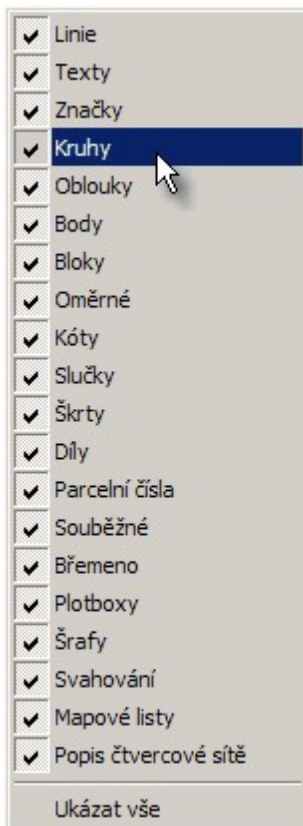 Linie
Texty
Značky
Kruhy
Oblouky
Body
Bloky
Oměrné
Kóty
Slučky
Škrty
Díly
Parcelní čísla
Souběžné
Břemeno
Plotboxy
Šrafy
Svahování
Mapové listy
Popis čtvercové sítě
Ukázat vše